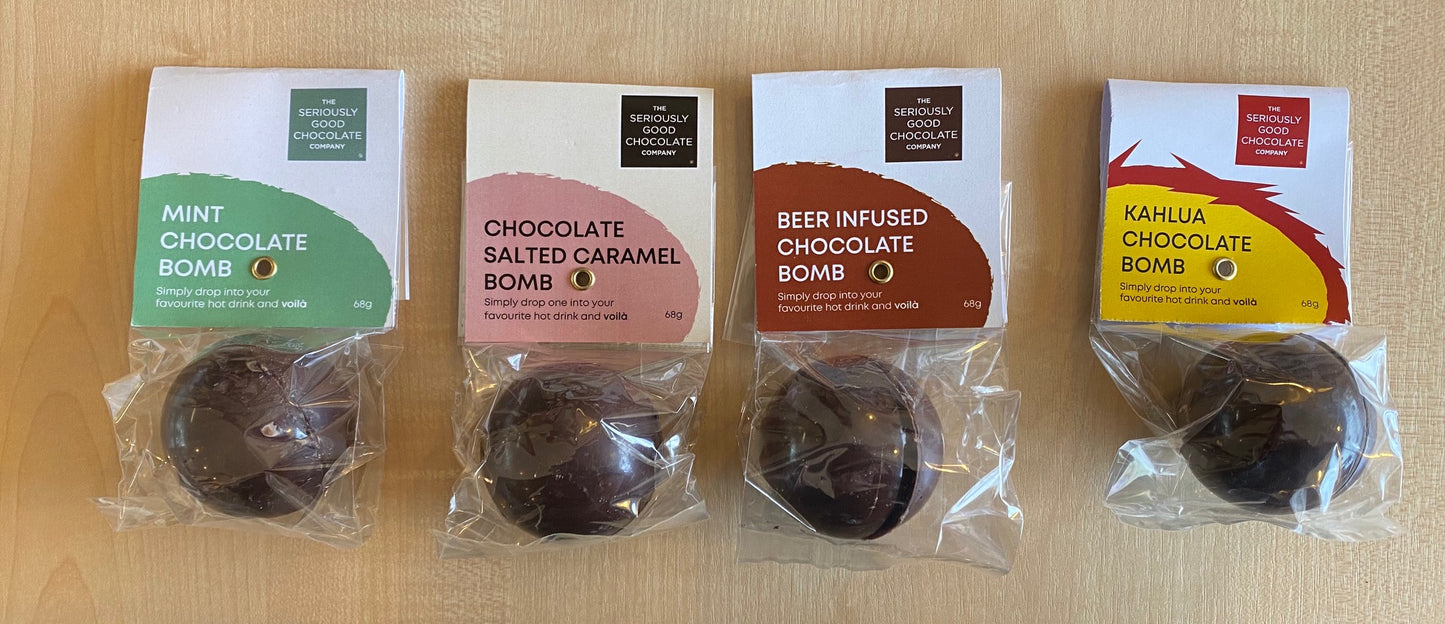 THE
SERIOUSLY
GOOD
CHOCOLATE
COMPANY
MINT
CHOCOLATE
BOMB
Simply drop into your
favourite hot drink and voilà
68g
THE
SERIOUSLY
GOOD
CHOCOLATE
COMPANY
CHOCOLATE
SALTED CARAMEL
BOMB
Simply drop one into your
favourite hot drink and voilà
68g
THE
SERIOUSLY
GOOD
CHOCOLATE
COMPANY
BEER INFUSED
CHOCOLATE
BOMB
Simply drop into your
favourite hot drink and voilà
68g
THE
SERIOUSLY
GOOD
CHOCOLATE
COMPANY
KAHLUA
CHOCOLATE
BOMB
Simply drop into your
favourite hot drink and voilà
68g